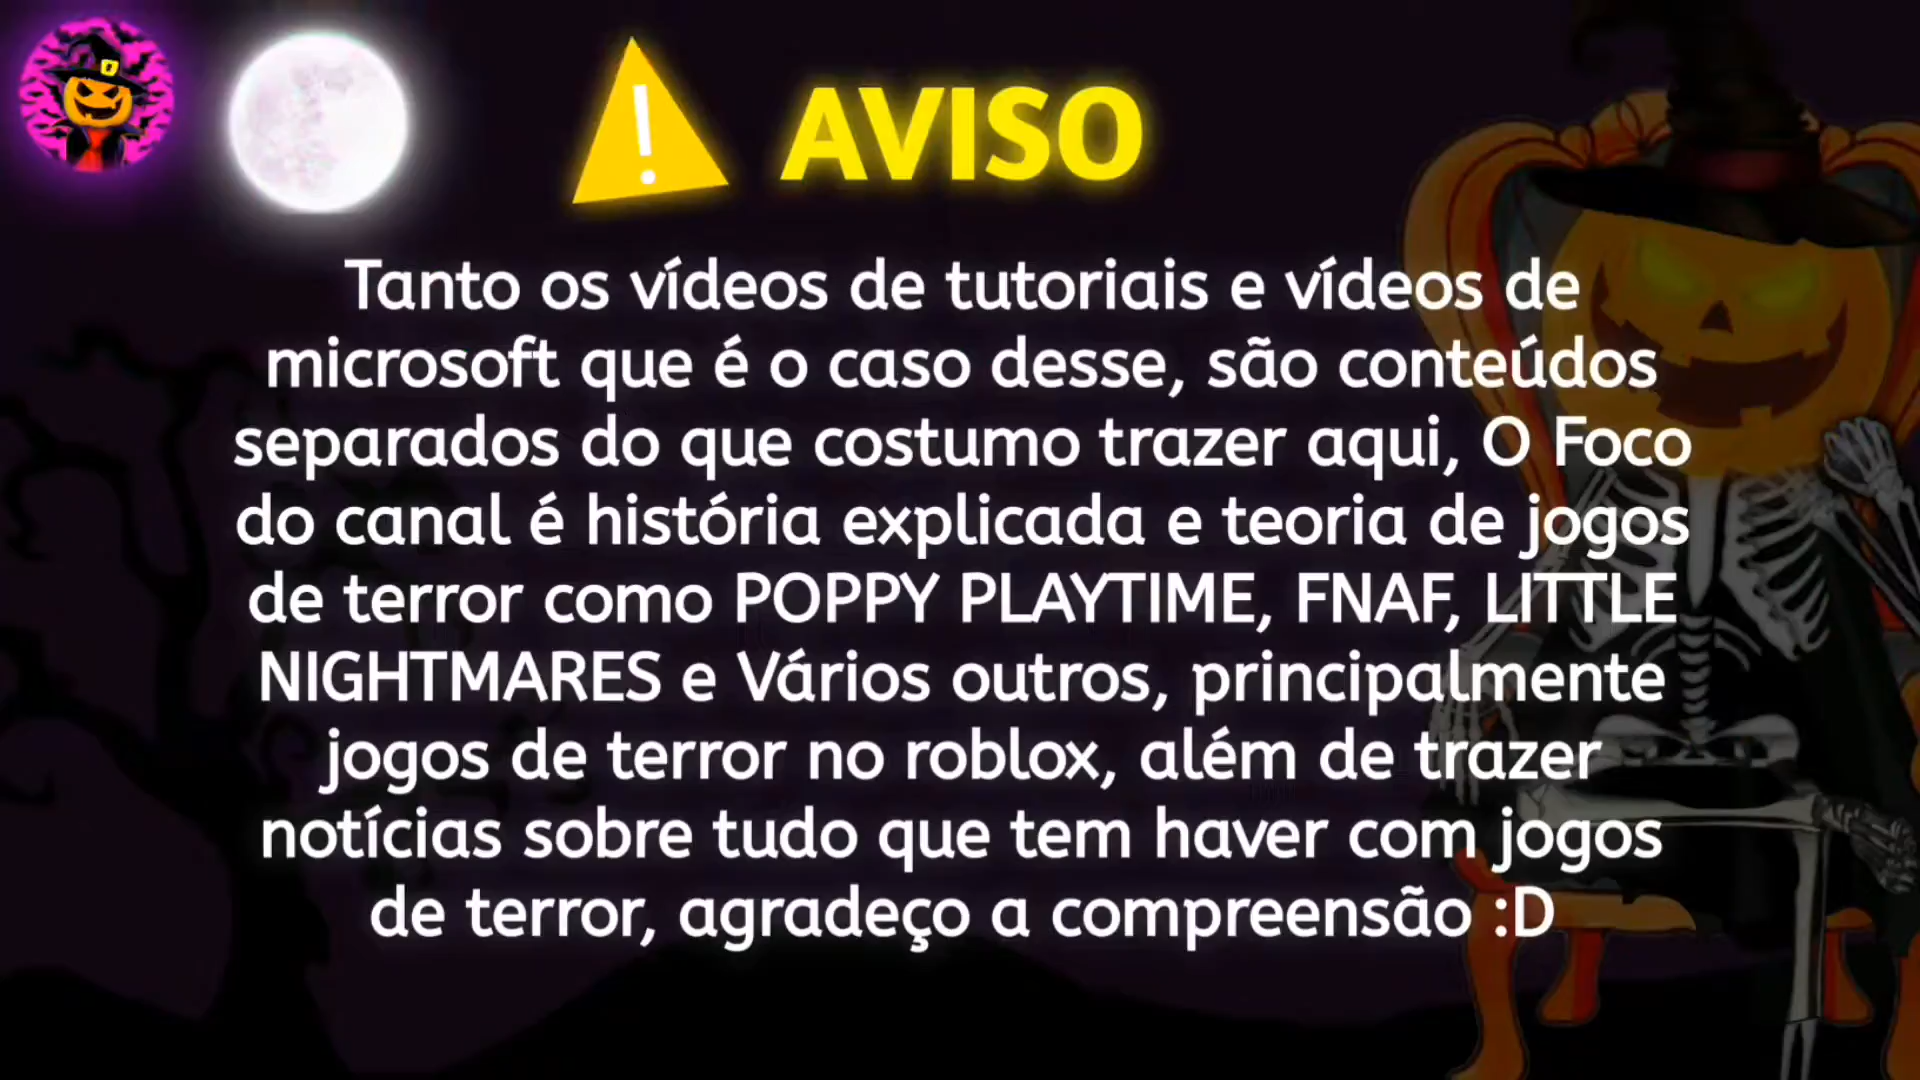 AVISO
Tanto os vídeos de tutoriais e vídeos de
microsoft que é o caso desse, são conteúdos
separados do que costumo trazer aqui, O Foco
do canal é história explicada e teoria de jogos
de terror como POPPY PLAYTIME, FNAF, LITTLE
NIGHTMARES e Vários outros, principalmente
jogos de terror no roblox, além de trazer
notícias sobre tudo que tem haver com jogos
de terror, agradeço a compreensão :D